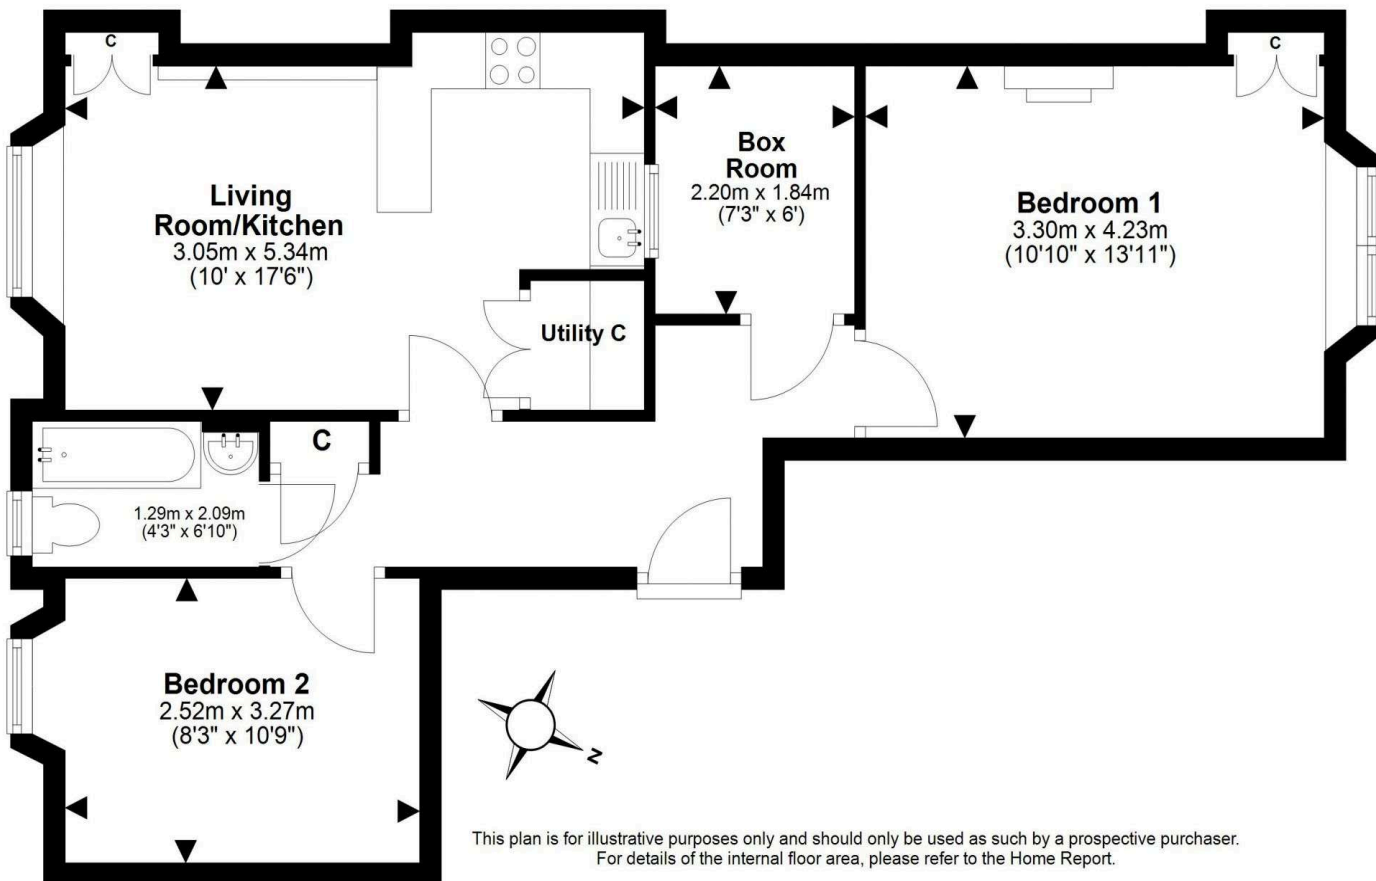 C
C
Living
Room/Kitchen
3.05m x 5.34m
(10' x 17'6")
Box
Room
2.20m x 1.84m
(7'3" x 6')
Bedroom 1
3.30m x 4.23m
(10'10" x 13'11")
Utility C
C
1.29m x 2.09m
(4'3" x 6'10")
Bedroom 2
2.52m x 3.27m
(8'3" x 10'9")
N
This plan is for illustrative purposes only and should only be used as such by a prospective purchaser.
For details of the internal floor area, please refer to the Home Report.